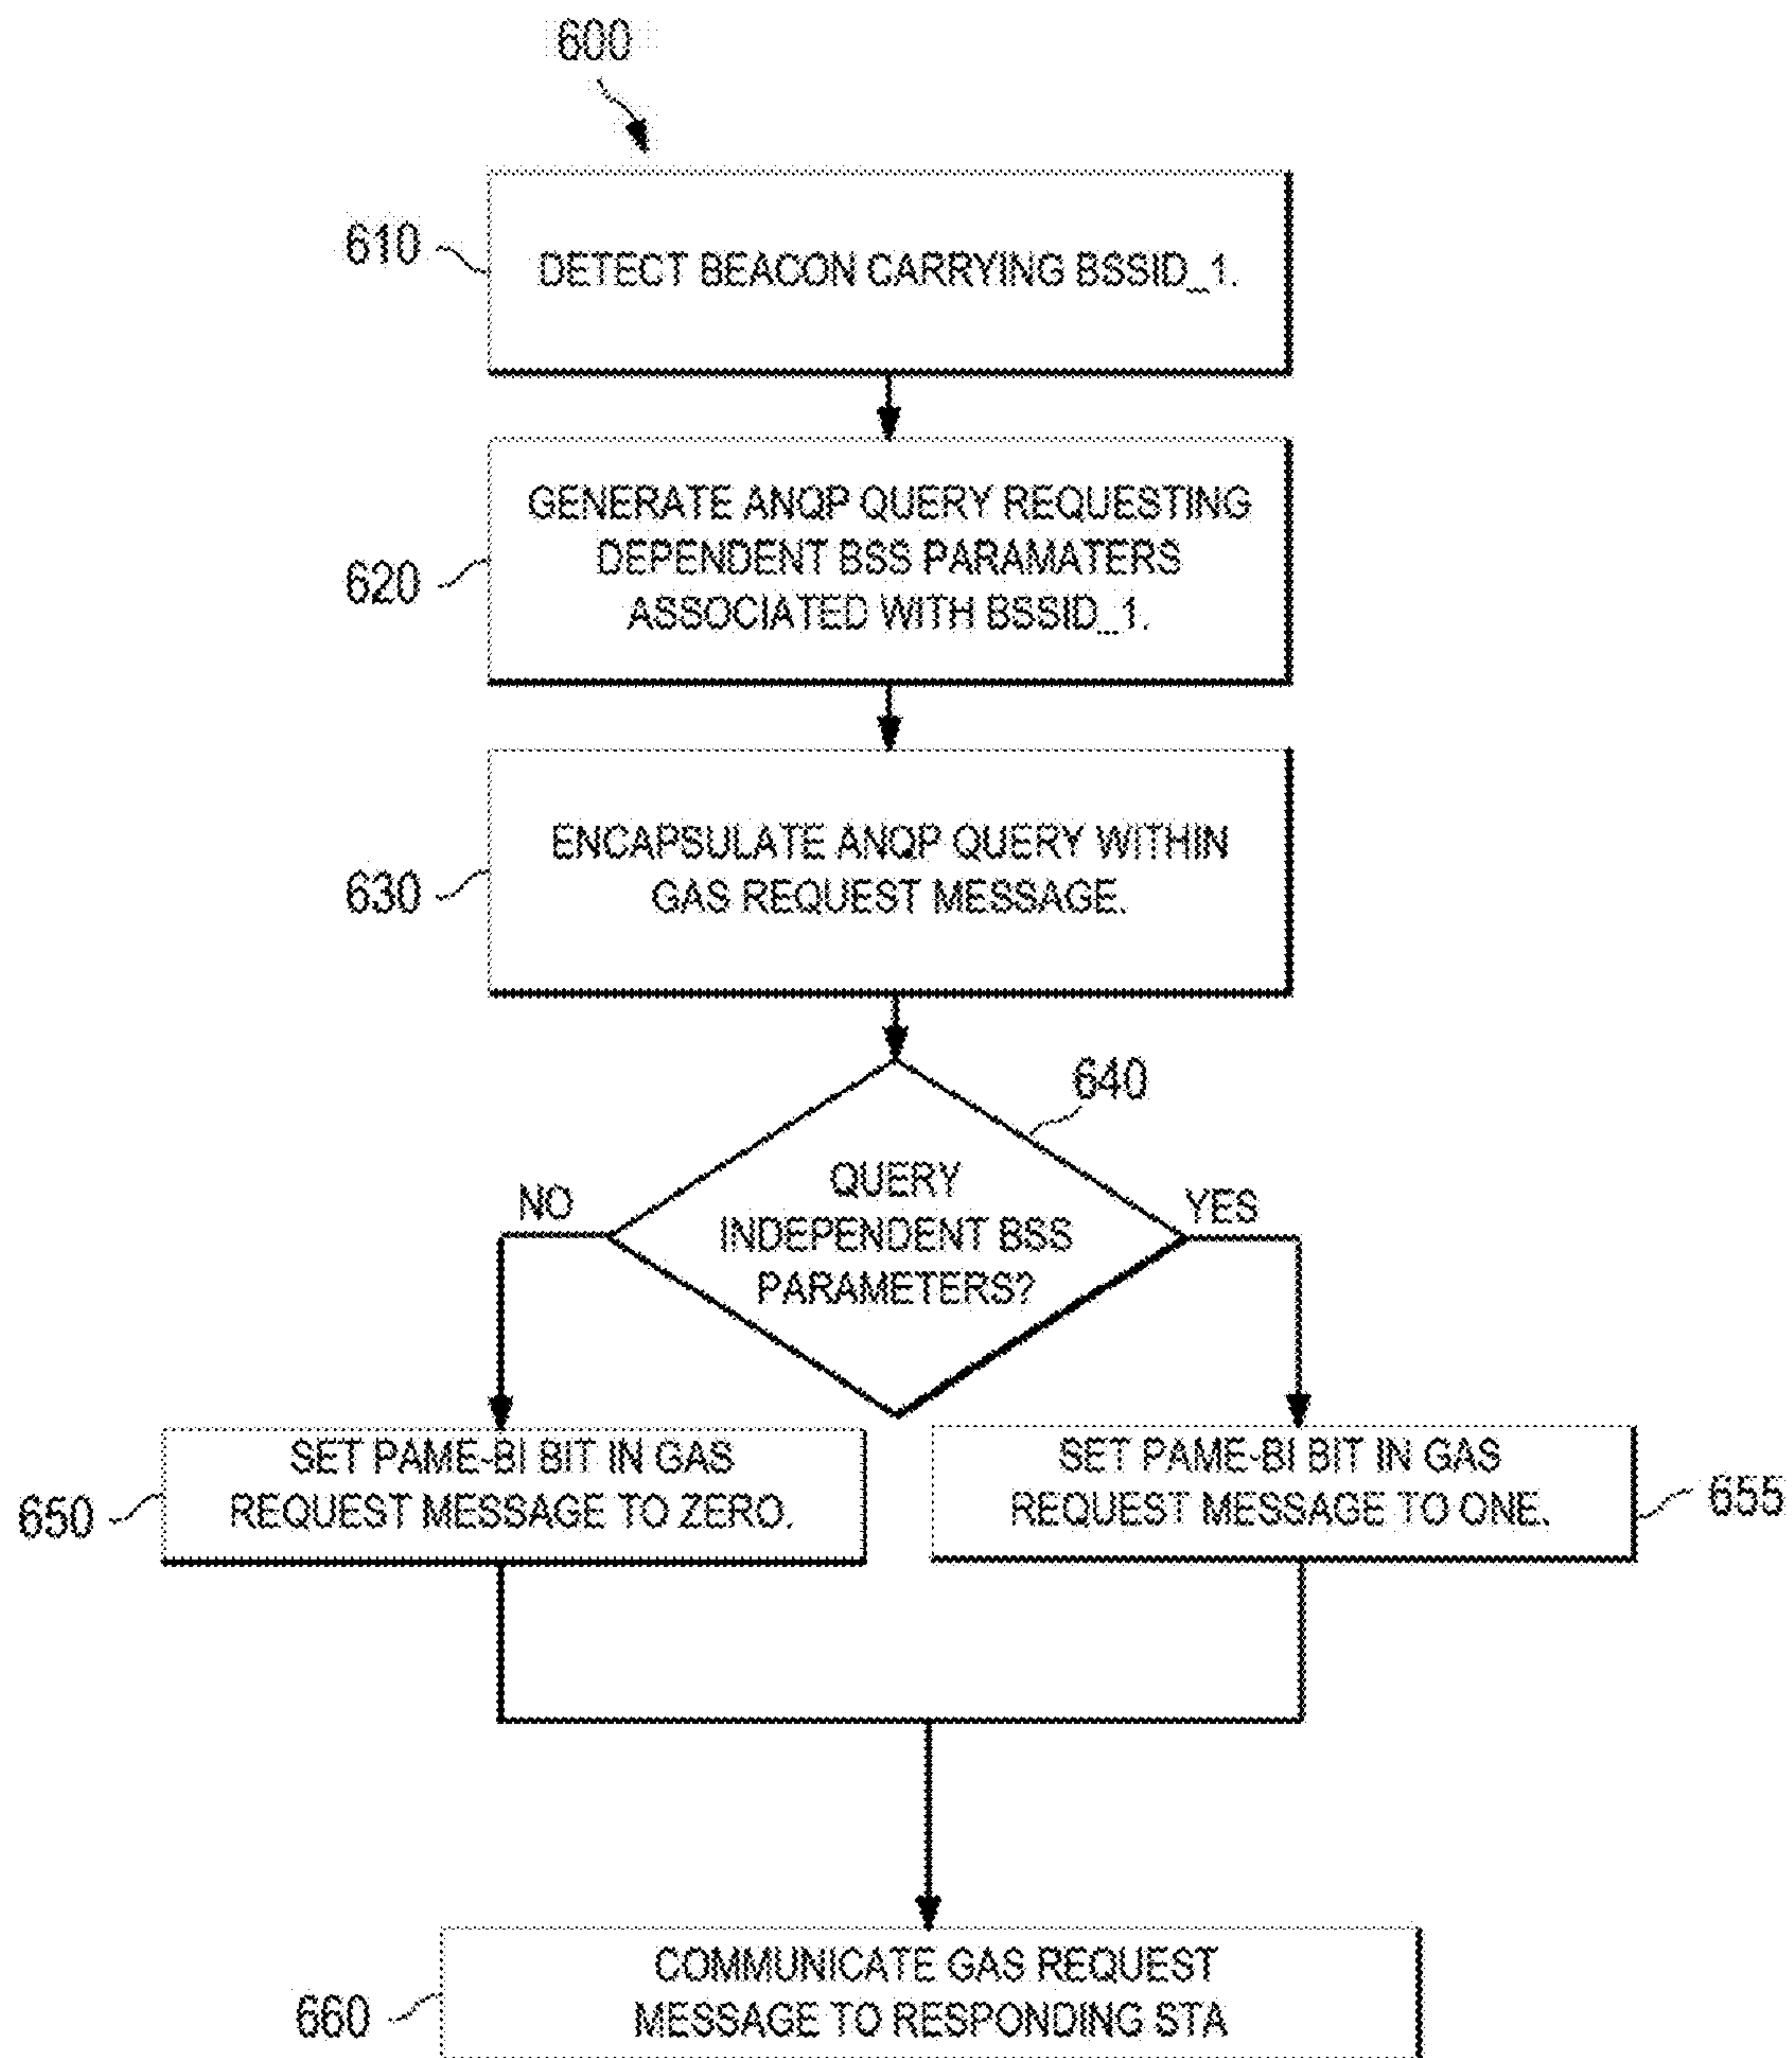 600
610
DETECT BEACON CARRYING BSSID_1.
620
GENERATE ANQP QUERY REQUESTING
DEPENDENT BSS PARAMATERS
ASSOCIATED WITH BSSID_1.
630
ENCAPSULATE ANQP QUERY WITHIN
GAS REQUEST MESSAGE.
640
QUERY
INDEPENDENT BSS
PARAMETERS?
NO
YES
650
SET PAME-BI BIT IN GAS
REQUEST MESSAGE TO ZERO.
SET PAME-BI BIT IN GAS
REQUEST MESSAGE TO ONE.
655
660
COMMUNICATE GAS REQUEST
MESSAGE TO RESPONDING STA